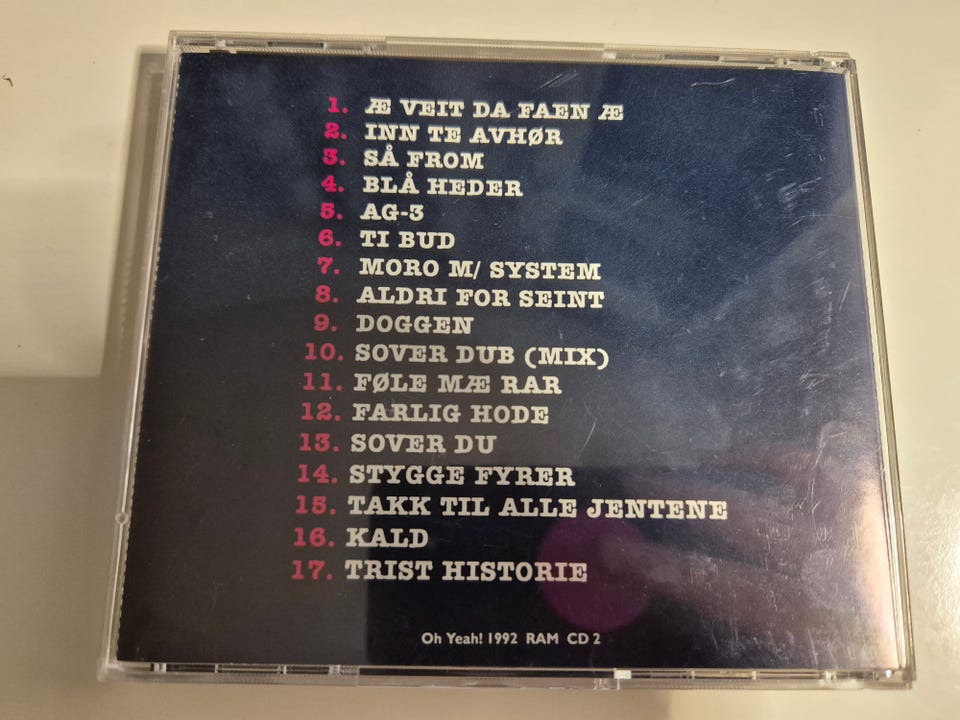 1. Æ VEIT DA FAEN Æ
2. INN TE AVHØR
3. SÅ FROM
4. BLÅ HEDER
5. AG-3
6. TI BUD
7. MORO M/ SYSTEM
8. ALDRI FOR SEINT
9. DOGGEN
10. SOVER DUB (MIX)
11. FØLE MÆ RAR
12. FARLIG HODE
13. SOVER DU
14. STYGGE FYRER
15. TAKK TIL ALLE JENTENE
16. KALD
17. TRIST HISTORIE
Oh Yeah! 1992 RAM CD 2